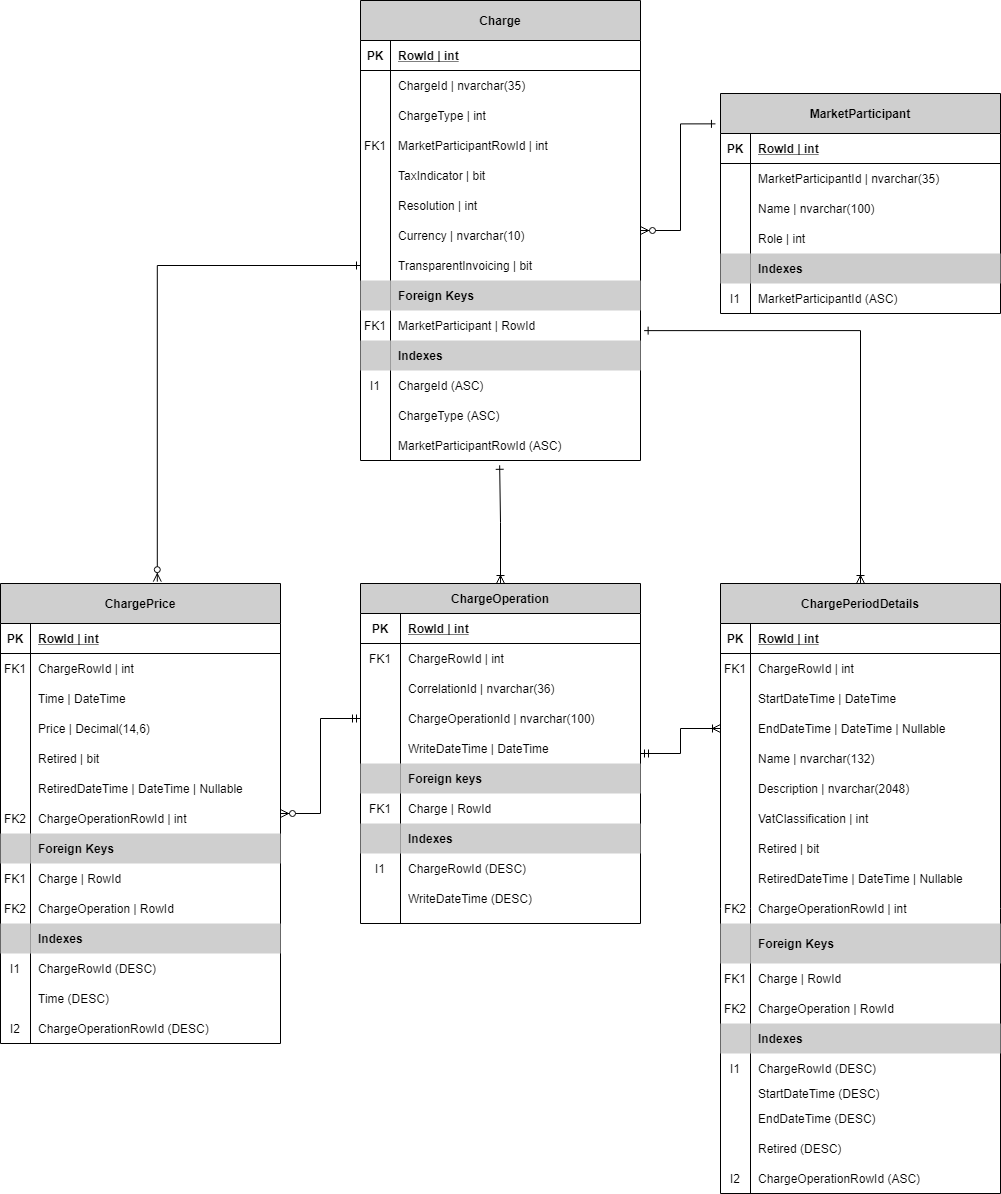 Charge
PK RowId | int
ChargeId | nvarchar(35)
ChargeType | int
FK1 MarketParticipantRowId | int
TaxIndicator | bit
Resolution | int
Currency | nvarchar(10)
TransparentInvoicing | bit
Foreign Keys
FK1 MarketParticipant | RowId
Indexes
I1 ChargeId (ASC)
ChargeType (ASC)
MarketParticipantRowId (ASC)
MarketParticipant
PK RowId | int
MarketParticipantId | nvarchar(35)
Name | nvarchar(100)
Role | int
Indexes
I1 MarketParticipantId (ASC)
ChargePrice
PK RowId | int
FK1 ChargeRowId | int
Time | DateTime
Price | Decimal(14,6)
Retired | bit
RetiredDateTime | DateTime | Nullable
FK2 ChargeOperationRowId | int
Foreign Keys
FK1 Charge | RowId
FK2 ChargeOperation | RowId
Indexes
I1 ChargeRowId (DESC)
Time (DESC)
I2 ChargeOperationRowId (DESC)
ChargeOperation
PK RowId | int
FK1 ChargeRowId | int
CorrelationId | nvarchar(36)
ChargeOperationId | nvarchar(100)
WriteDateTime | DateTime
Foreign keys
FK1 Charge | RowId
Indexes
I1 ChargeRowId (DESC)
WriteDateTime (DESC)
ChargePeriodDetails
PK RowId | int
FK1 ChargeRowId | int
StartDateTime | DateTime
EndDateTime | DateTime | Nullable
Name | nvarchar(132)
Description | nvarchar(2048)
VatClassification | int
Retired | bit
RetiredDateTime | DateTime | Nullable
FK2 ChargeOperationRowId | int
Foreign Keys
FK1 Charge | RowId
FK2 ChargeOperation | RowId
Indexes
I1 ChargeRowId (DESC)
StartDateTime (DESC)
EndDateTime (DESC)
Retired (DESC)
I2 ChargeOperationRowId (ASC)